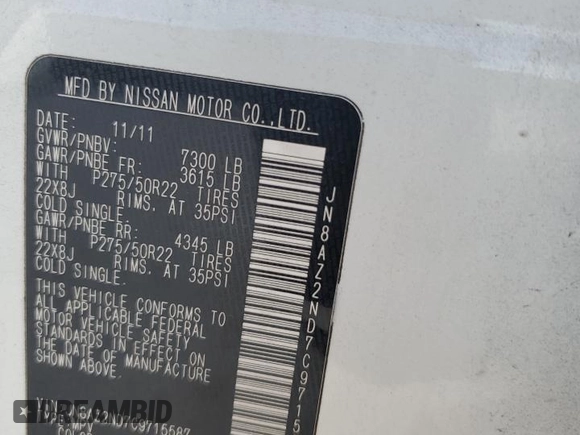 MFD BY NISSAN MOTOR CO.,LTD.
DATE: 11/11
GVWR/PNBV: 7300 LB
GAWR/PNBE FR: 3615 LB
WITH P275/50R22 TIRES
22X8J RIMS, AT 35PSI
COLD SINGLE.
GAWR/PNBE RR: 4345 LB
WITH P275/50R22 TIRES
22X8J RIMS, AT 35PSI
COLD SINGLE.
THIS VEHICLE CONFORMS TO
ALL APPLICABLE FEDERAL
MOTOR VEHICLE SAFETY
STANDARDS IN EFFECT ON
THE DATE OF MANUFACTURE
SHOWN ABOVE.
JN8AZ2ND7C9715587
MPV
JN8AZ2ND7C9715
DREAMBID.COM